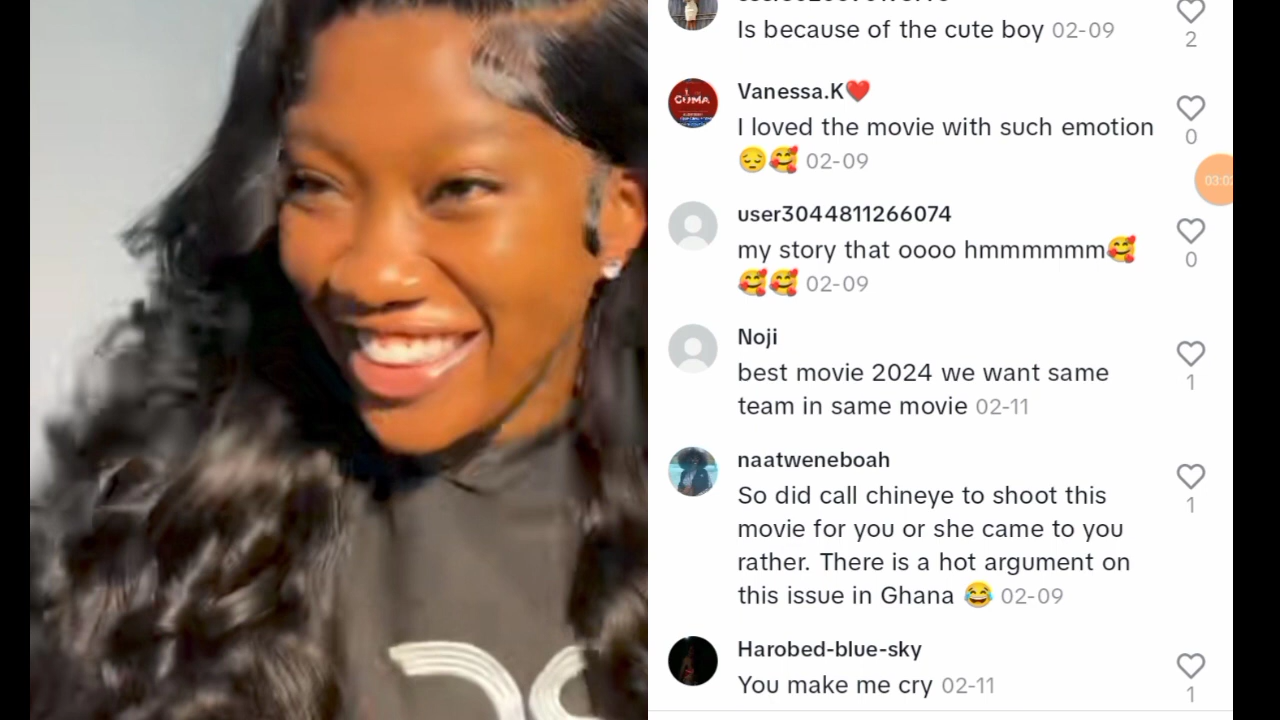 Is because of the cute boy 02-09
2
Vanessa.K❤️
I loved the movie with such emotion
😔🥰 02-09
0
03:0
user3044811266074
my story that oooo hmmmmmm🥰
🥰🥰 02-09
0
Noji
best movie 2024 we want same
team in same movie 02-11
1
naatweneboah
So did call chineye to shoot this
movie for you or she came to you
rather. There is a hot argument on
this issue in Ghana 😂 02-09
1
Harobed-blue-sky
You make me cry 02-11
1